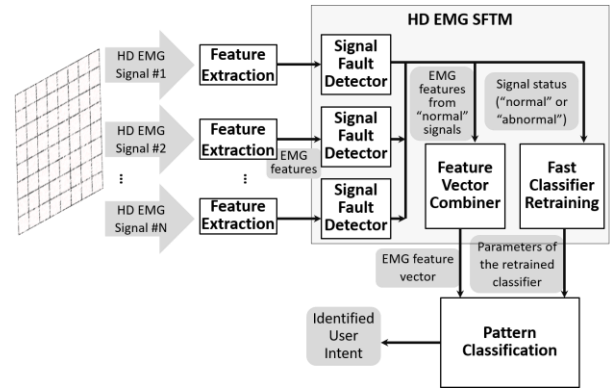 HD EMG SFTM
HD EMG
Signal #1
Feature
Extraction
Signal
Fault
Detector
EMG
features
from
“normal”
signals
Signal status
(“normal” or
“abnormal”)
HD EMG
Signal #2
Feature
Extraction
EMG
features
Signal
Fault
Detector
...
...
HD EMG
Signal #N
Feature
Extraction
Signal
Fault
Detector
Feature
Vector
Combiner
Fast
Classifier
Retraining
EMG feature
vector
Parameters of
the retrained
classifier
Identified
User
Intent
Pattern
Classification